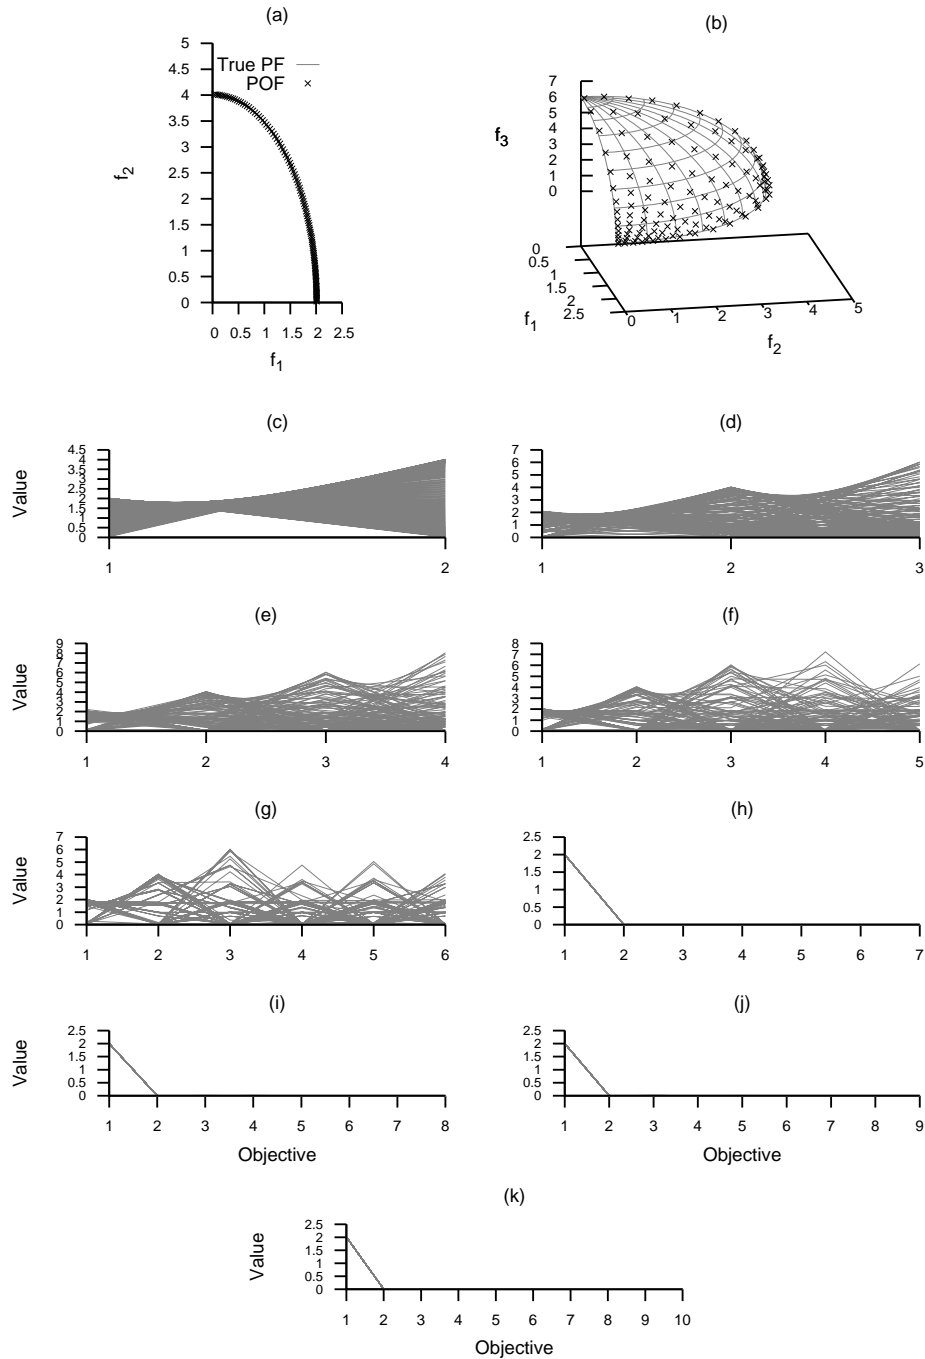 (a)
5
4.5
4
3.5
3
2.5
2
1.5
1
0.5
0
True PF
POF
f2
0 0.5 1 1.5 2 2.5
f1
(b)
7
6
5
4
3
2
1
0
f3
0
0.5
1
1.5
2
2.5
f1
0 1 2 3 4 5
f2
(c)
4.5
4
3.5
3
2.5
2
1.5
1
0.5
0
Value
1 2
(d)
7
6
5
4
3
2
1
0
1 2 3
(e)
9
8
7
6
5
4
3
2
1
0
Value
1 2 3 4
(f)
8
7
6
5
4
3
2
1
0
1 2 3 4 5
(g)
7
6
5
4
3
2
1
0
Value
1 2 3 4 5 6
(h)
2.5
2
1.5
1
0.5
0
1 2 3 4 5 6 7
(i)
2.5
2
1.5
1
0.5
0
Value
1 2 3 4 5 6 7 8
Objective
(j)
2.5
2
1.5
1
0.5
0
1 2 3 4 5 6 7 8 9
Objective
(k)
2.5
2
1.5
1
0.5
0
Value
1 2 3 4 5 6 7 8 9 10
Objective